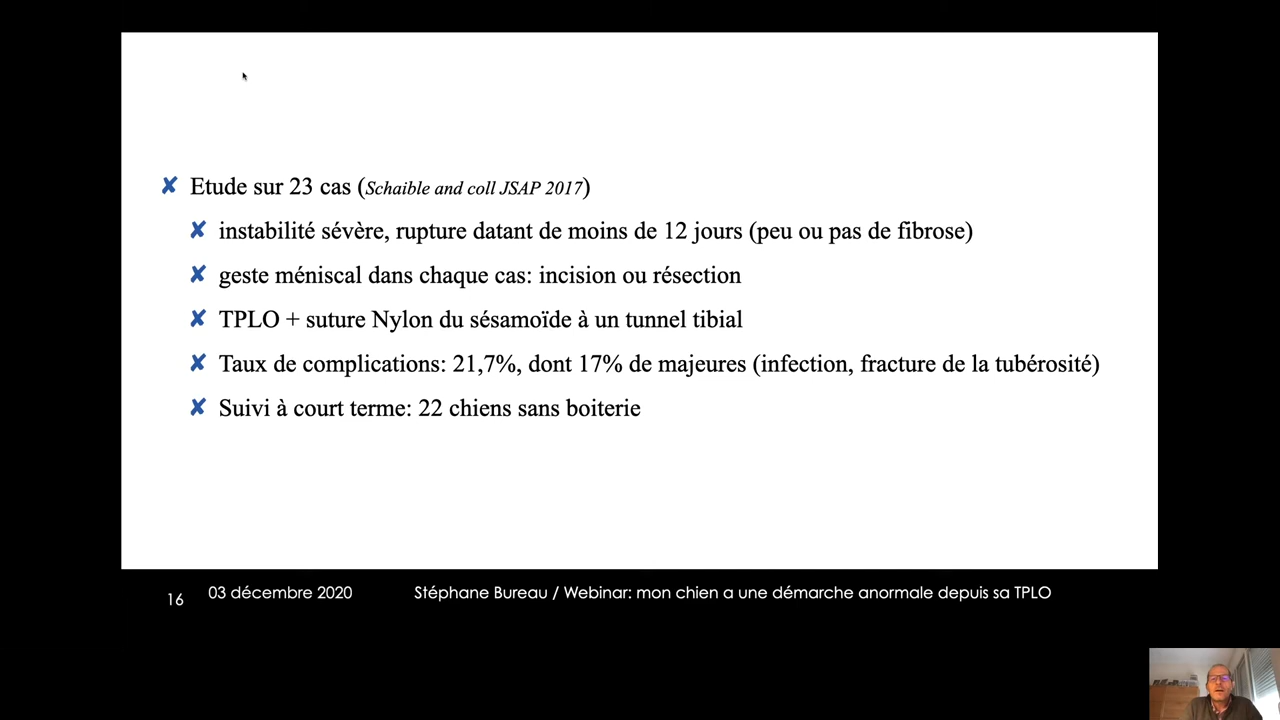 ✘ Etude sur 23 cas (Schaible and coll JSAP 2017)
✘ instabilité sévère, rupture datant de moins de 12 jours (peu ou pas de fibrose)
✘ geste méniscal dans chaque cas: incision ou résection
✘ TPLO + suture Nylon du sésamoïde à un tunnel tibial
✘ Taux de complications: 21,7%, dont 17% de majeures (infection, fracture de la tubérosité)
✘ Suivi à court terme: 22 chiens sans boiterie
16 03 décembre 2020 Stéphane Bureau / Webinar: mon chien a une démarche anormale depuis sa TPLO